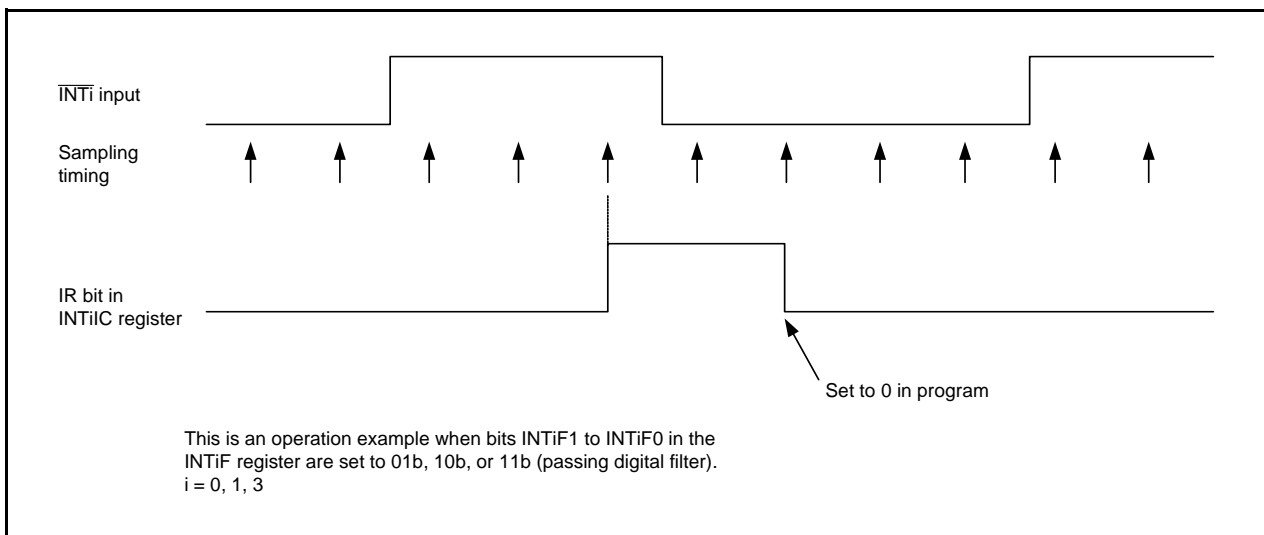 INTi input
Sampling
timing
IR bit in
INTiIC register
Set to 0 in program
This is an operation example when bits INTiF1 to INTiF0 in the
INTiF register are set to 01b, 10b, or 11b (passing digital filter).
i = 0, 1, 3